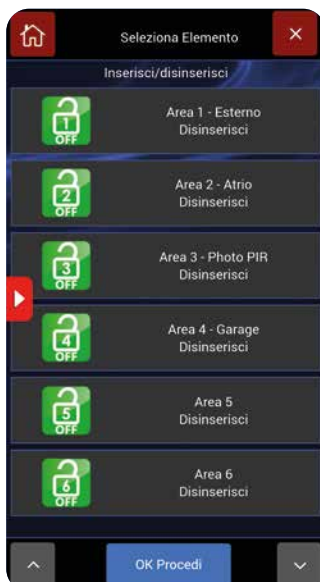 Seleziona Elemento
Inserisci/disinserisci
1
OFF
Area 1 - Esterno
Disinserisci
2
OFF
Area 2 - Atrio
Disinserisci
3
OFF
Area 3 - Photo PIR
Disinserisci
4
OFF
Area 4 - Garage
Disinserisci
5
OFF
Area 5
Disinserisci
6
OFF
Area 6
Disinserisci
OK Procedi